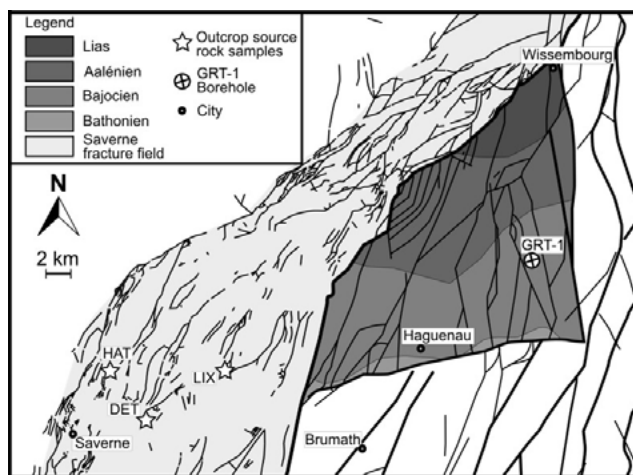 Legend
Lias
Aalénien
Bajocien
Bathonien
Saverne
fracture field
Outcrop source
rock samples
GRT-1
Borehole
City
Wissembourg
N
2 km
GRT-1
Haguenau
HAT
LIX
DET
Saverne
Brumath